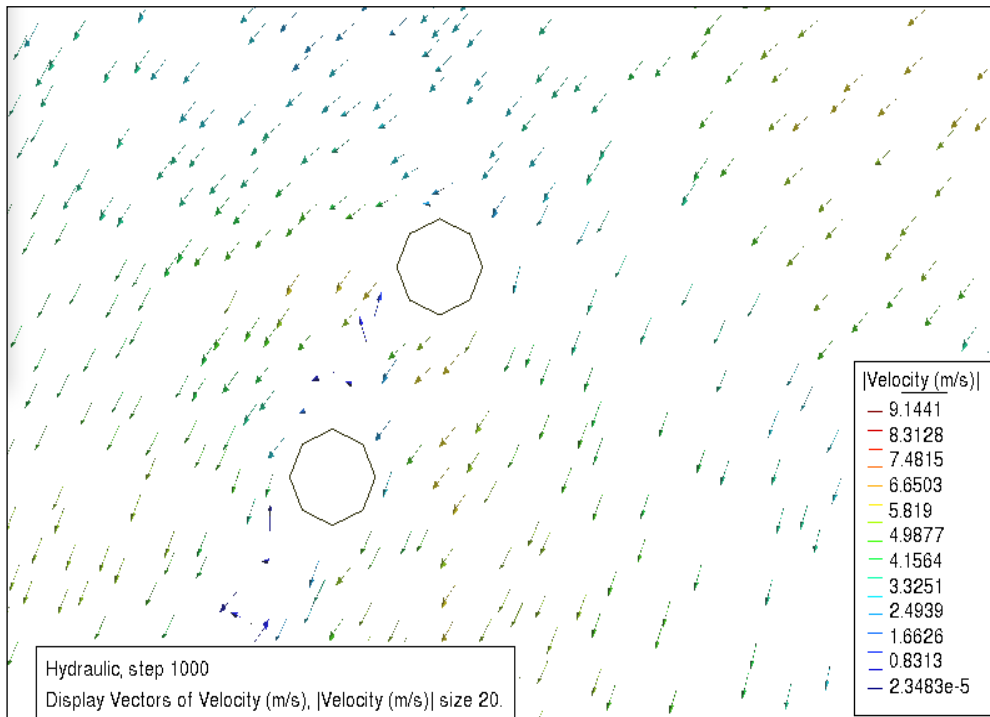 |Velocity (m/s)|
9.1441
8.3128
7.4815
6.6503
5.819
4.9877
4.1564
3.3251
2.4939
1.6626
0.8313
2.3483e-5
Hydraulic, step 1000
Display Vectors of Velocity (m/s), |Velocity (m/s)| size 20.